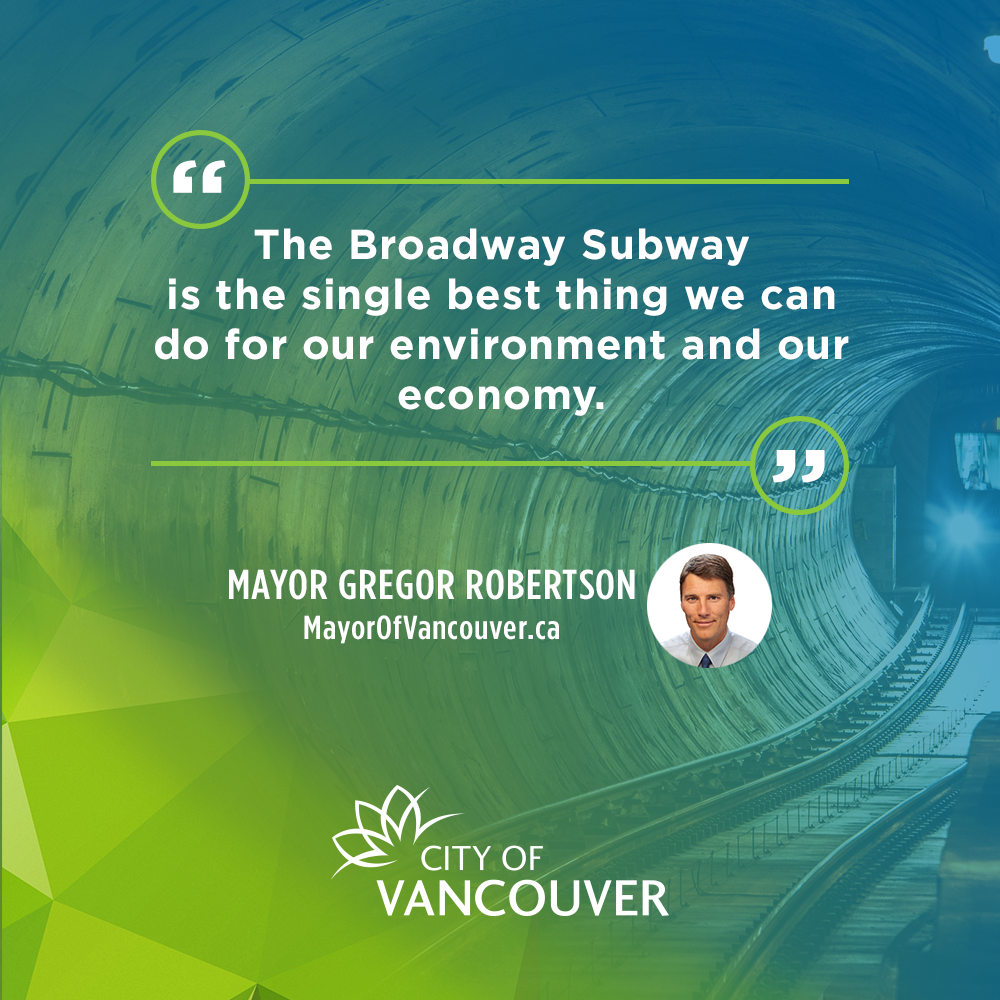 “
The Broadway Subway
is the single best thing we can
do for our environment and our
economy.
”
MAYOR GREGOR ROBERTSON
MayorOfVancouver.ca
CITY OF
VANCOUVER